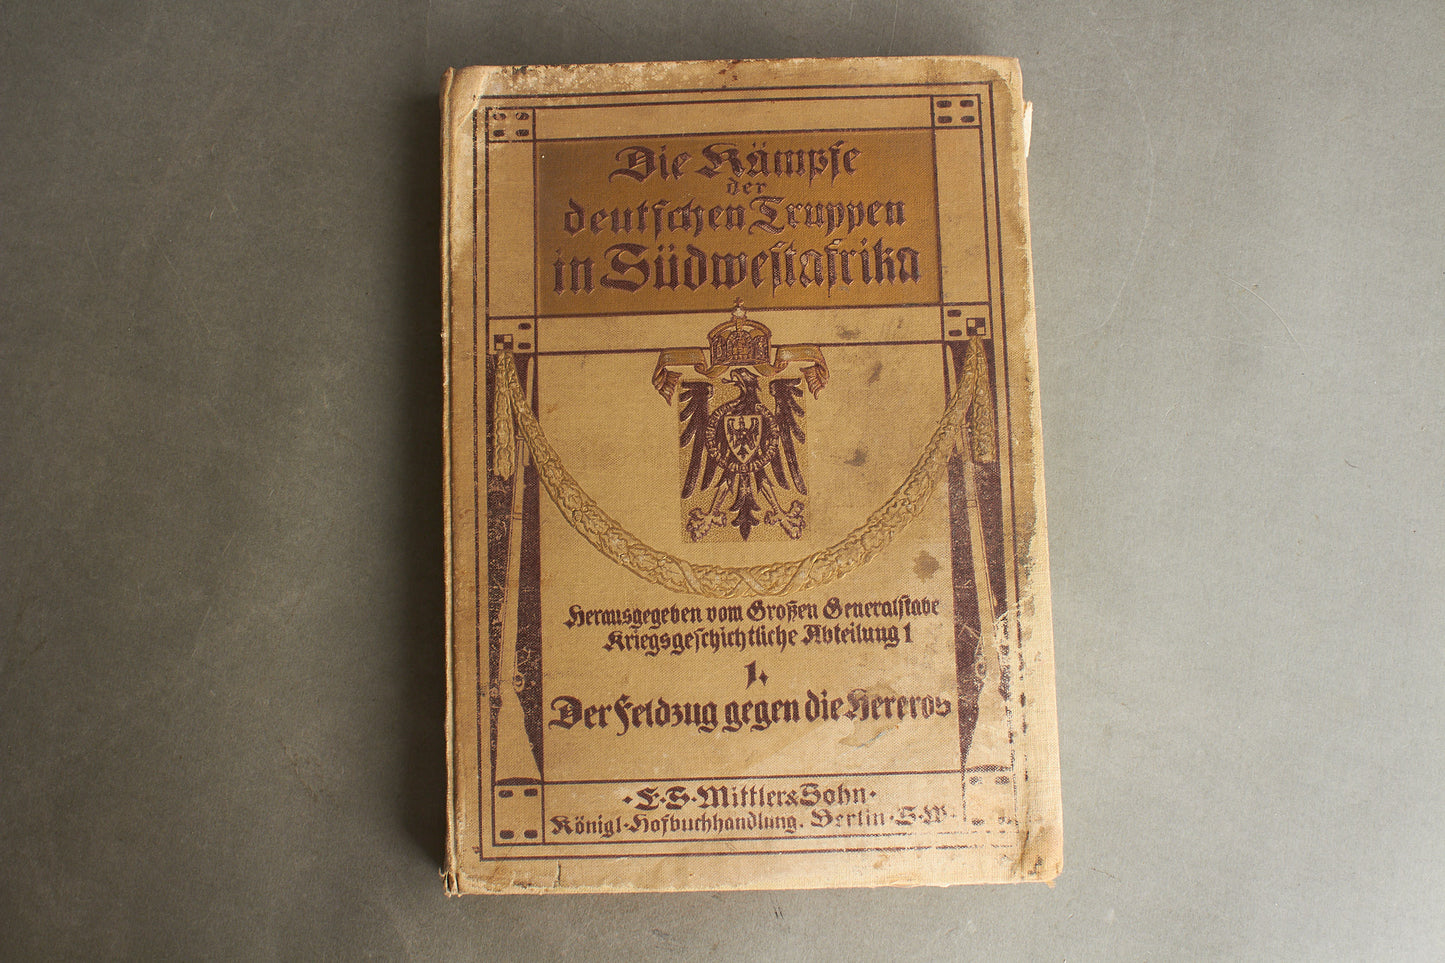 Die Kämpfe
der
deutschen Truppen
in Südwestafrika
Herausgegeben vom Großen Generalstabe
Kriegsgeschichtliche Abteilung 1
1.
Der Feldzug gegen die Hereros
·E·S·Mittler&Sohn·
Königl·Hofbuchhandlung. Berlin·S·W·